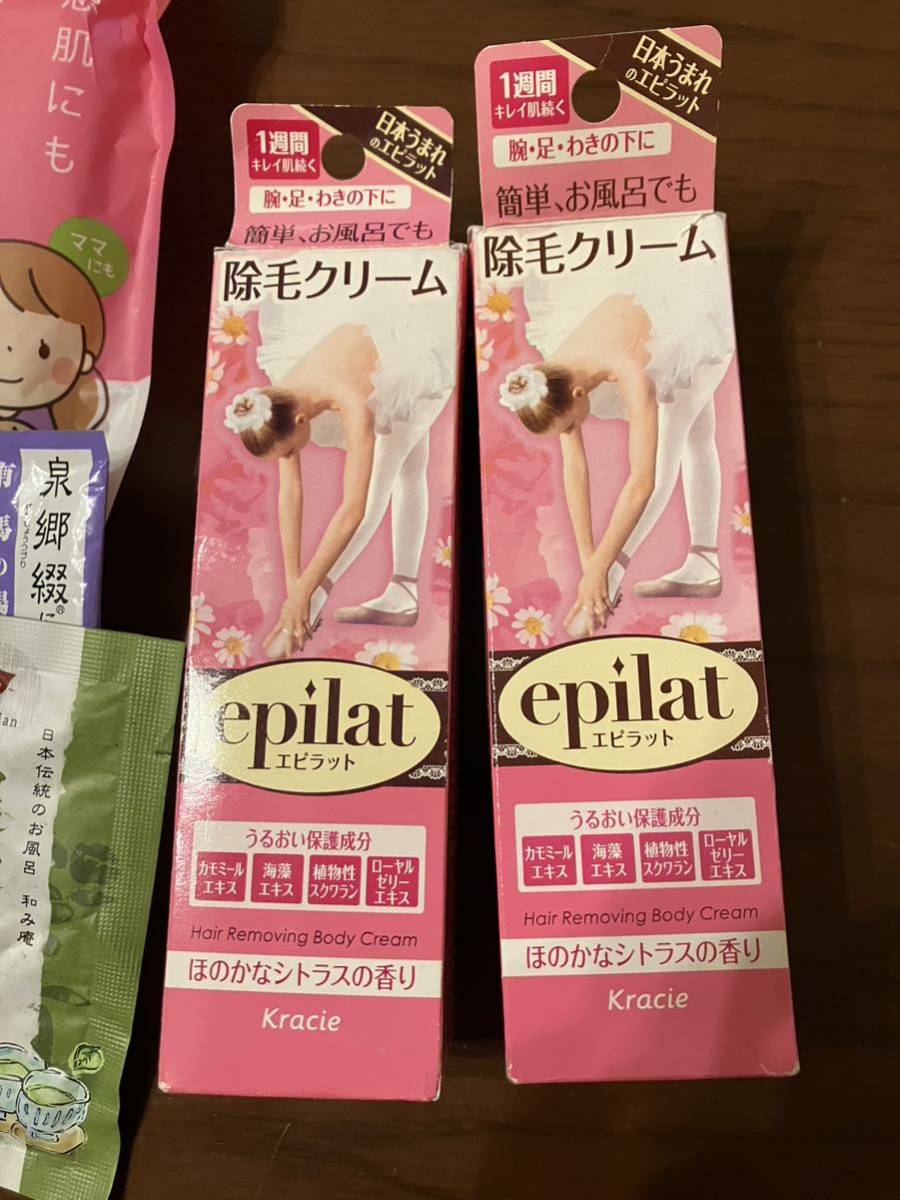 感肌にも
ママ
にも
泉郷綴
に
日本伝統のお風呂 和み庵
1週間
キレイ肌続く
日本うまれ
のエピラット
腕・足・わきの下に
簡単、お風呂でも
除毛クリーム
epilat
エピラット
うるおい保護成分
カモミール
エキス
海藻
エキス
植物性
スクワラン
ローヤル
ゼリー
エキス
Hair Removing Body Cream
ほのかなシトラスの香り
Kracie
1週間
キレイ肌続く
日本うまれ
のエピラット
腕・足・わきの下に
簡単、お風呂でも
除毛クリーム
epilat
エピラット
うるおい保護成分
カモミール
エキス
海藻
エキス
植物性
スクワラン
ローヤル
ゼリー
エキス
Hair Removing Body Cream
ほのかなシトラスの香り
Kracie